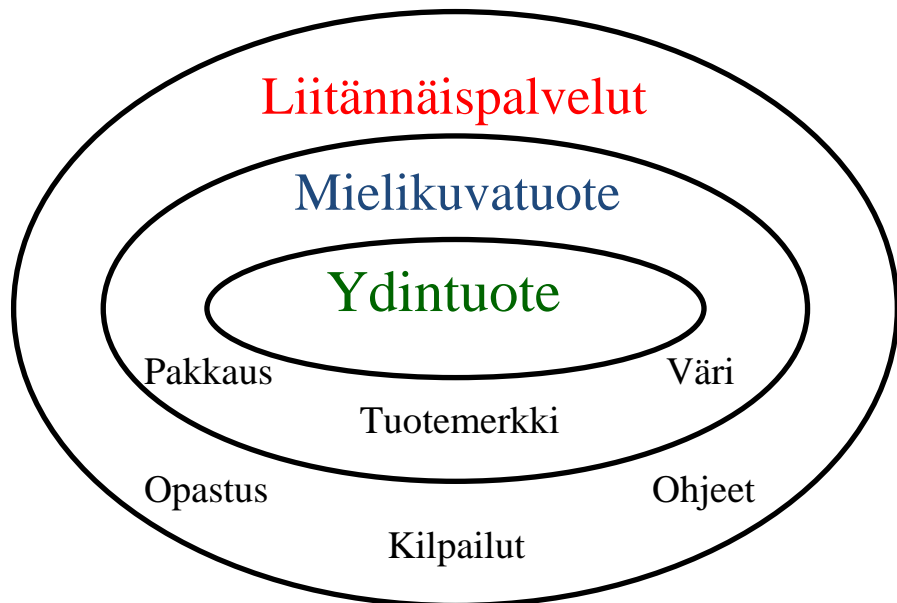 Liitännäispalvelut
Mielikuvatuote
Ydintuote
Pakkaus
Väri
Tuotemerkki
Opastus
Ohjeet
Kilpailut